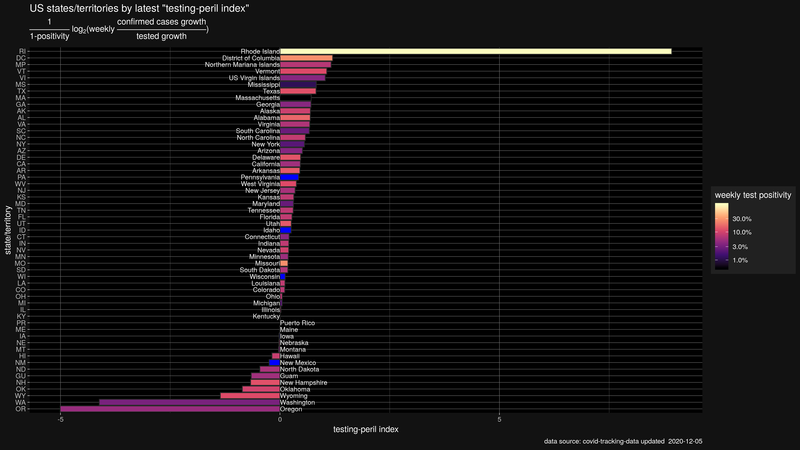 US states/territories by latest "testing-peril index"
1 confirmed cases growth
log2(weekly )
1-positivity tested growth
RI Rhode Island
DC District of Columbia
MP Northern Mariana Islands
VT Vermont
VI US Virgin Islands
MS Mississippi
TX Texas
MA Massachusetts
GA Georgia
AK Alaska
AL Alabama
VA Virginia
SC South Carolina
NC North Carolina
NY New York
AZ Arizona
DE Delaware
CA California
AR Arkansas
PA Pennsylvania
WV West Virginia
NJ New Jersey
KS Kansas
MD Maryland
TN Tennessee
FL Florida
UT Utah
ID Idaho
CT Connecticut
IN Indiana
NV Nevada
MN Minnesota
MO Missouri
SD South Dakota
WI Wisconsin
LA Louisiana
CO Colorado
OH Ohio
MI Michigan
IL Illinois
KY Kentucky
PR Puerto Rico
ME Maine
IA Iowa
NE Nebraska
MT Montana
HI Hawaii
NM New Mexico
ND North Dakota
GU Guam
NH New Hampshire
OK Oklahoma
WY Wyoming
WA Washington
OR Oregon
state/territory
-5 0 5
testing-peril index
weekly test positivity
30.0%
10.0%
3.0%
1.0%
data source: covid-tracking-data updated 2020-12-05